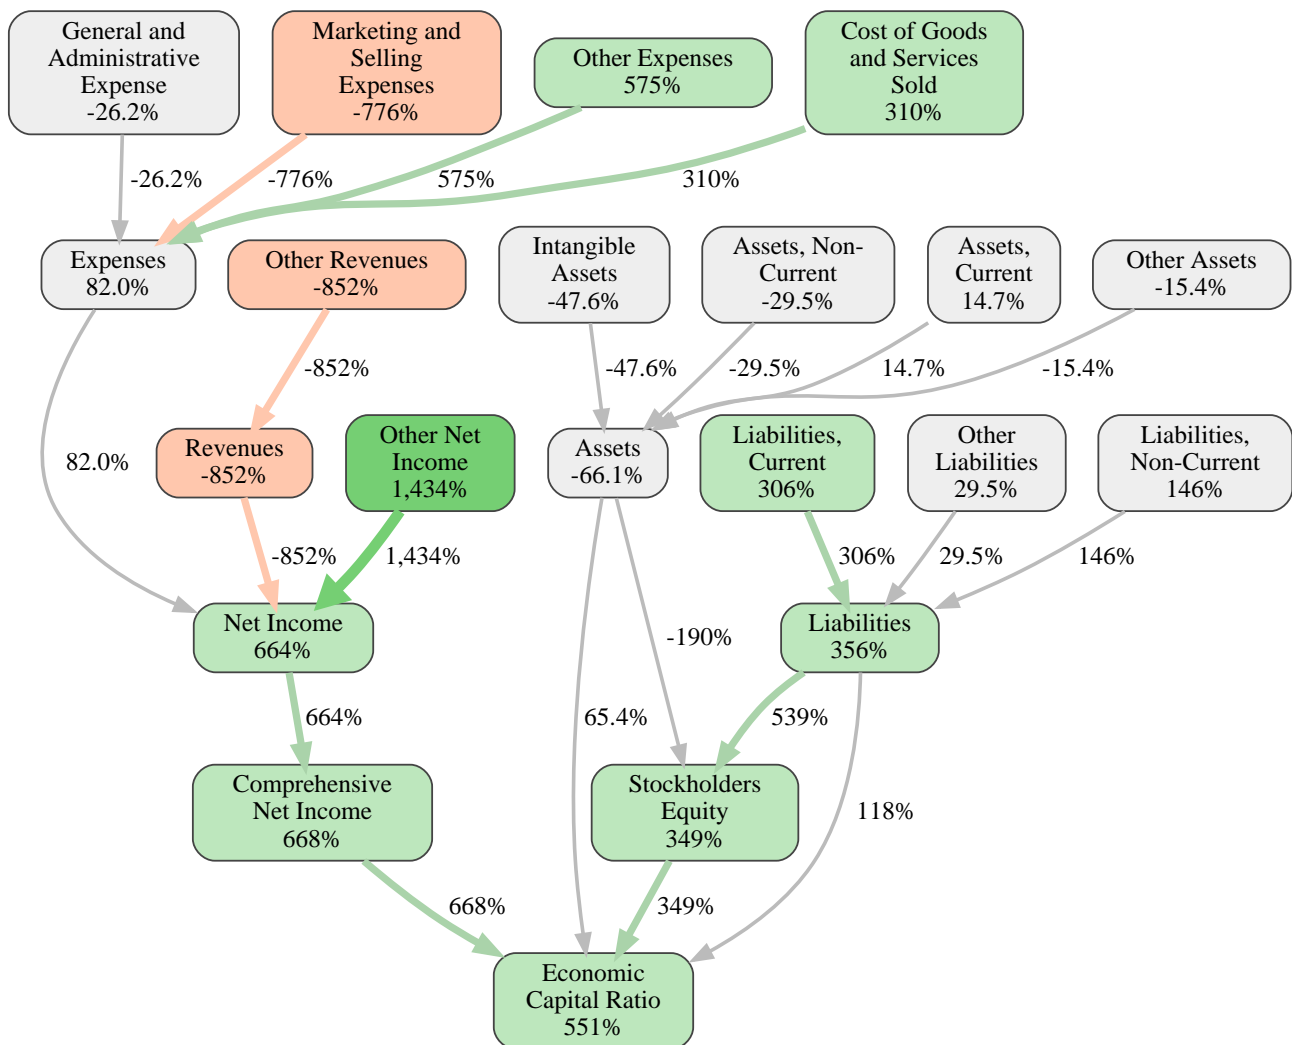 General and
Administrative
Expense
-26.2%
Marketing and
Selling
Expenses
-776%
Other Expenses
575%
Cost of Goods
and Services
Sold
310%
-26.2%
-776%
575%
310%
Expenses
82.0%
Other Revenues
-852%
Intangible
Assets
-47.6%
Assets, Non-
Current
-29.5%
Assets,
Current
14.7%
Other Assets
-15.4%
-852%
-47.6%
-29.5%
14.7%
-15.4%
82.0%
Revenues
-852%
Other Net
Income
1,434%
Assets
-66.1%
Liabilities,
Current
306%
Other
Liabilities
29.5%
Liabilities,
Non-Current
146%
-852%
1,434%
306%
29.5%
146%
Net Income
664%
-190%
Liabilities
356%
664%
65.4%
539%
Comprehensive
Net Income
668%
Stockholders
Equity
349%
118%
668%
349%
Economic
Capital Ratio
551%